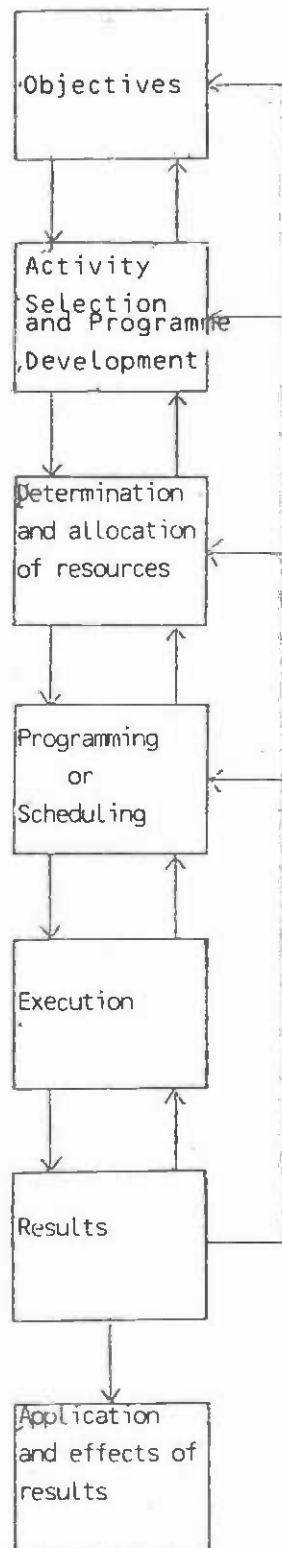 Objectives
Activity
Selection
and Programme
Development
Determination
and allocation
of resources
Programming
or
Scheduling
Execution
Results
Application
and effects of
results